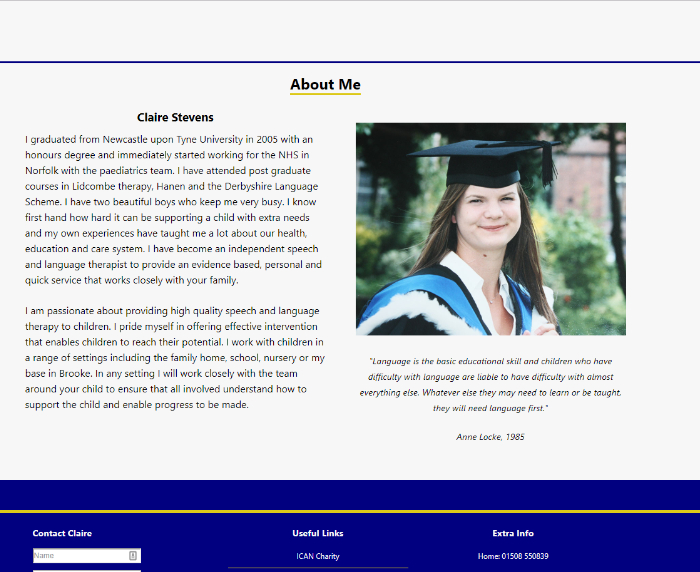 About Me
Claire Stevens
I graduated from Newcastle upon Tyne University in 2005 with an
honours degree and immediately started working for the NHS in
Norfolk with the paediatrics team. I have attended post graduate
courses in Lidcombe therapy, Hanen and the Derbyshire Language
Scheme. I have two beautiful boys who keep me very busy. I know
first hand how hard it can be supporting a child with extra needs
and my own experiences have taught me a lot about our health,
education and care system. I have become an independent speech
and language therapist to provide an evidence based, personal and
quick service that works closely with your family.
I am passionate about providing high quality speech and language
therapy to children. I pride myself in offering effective intervention
that enables children to reach their potential. I work with children in
a range of settings including the family home, school, nursery or my
base in Brooke. In any setting I will work closely with the team
around your child to ensure that all involved understand how to
support the child and enable progress to be made.
"Language is the basic educational skill and children who have
difficulty with language are liable to have difficulty with almost
everything else. Whatever else they may need to learn or be taught,
they will need language first."
Anne Locke, 1985
Contact Claire
Name
Useful Links
ICAN Charity
Extra Info
Home: 01508 550839